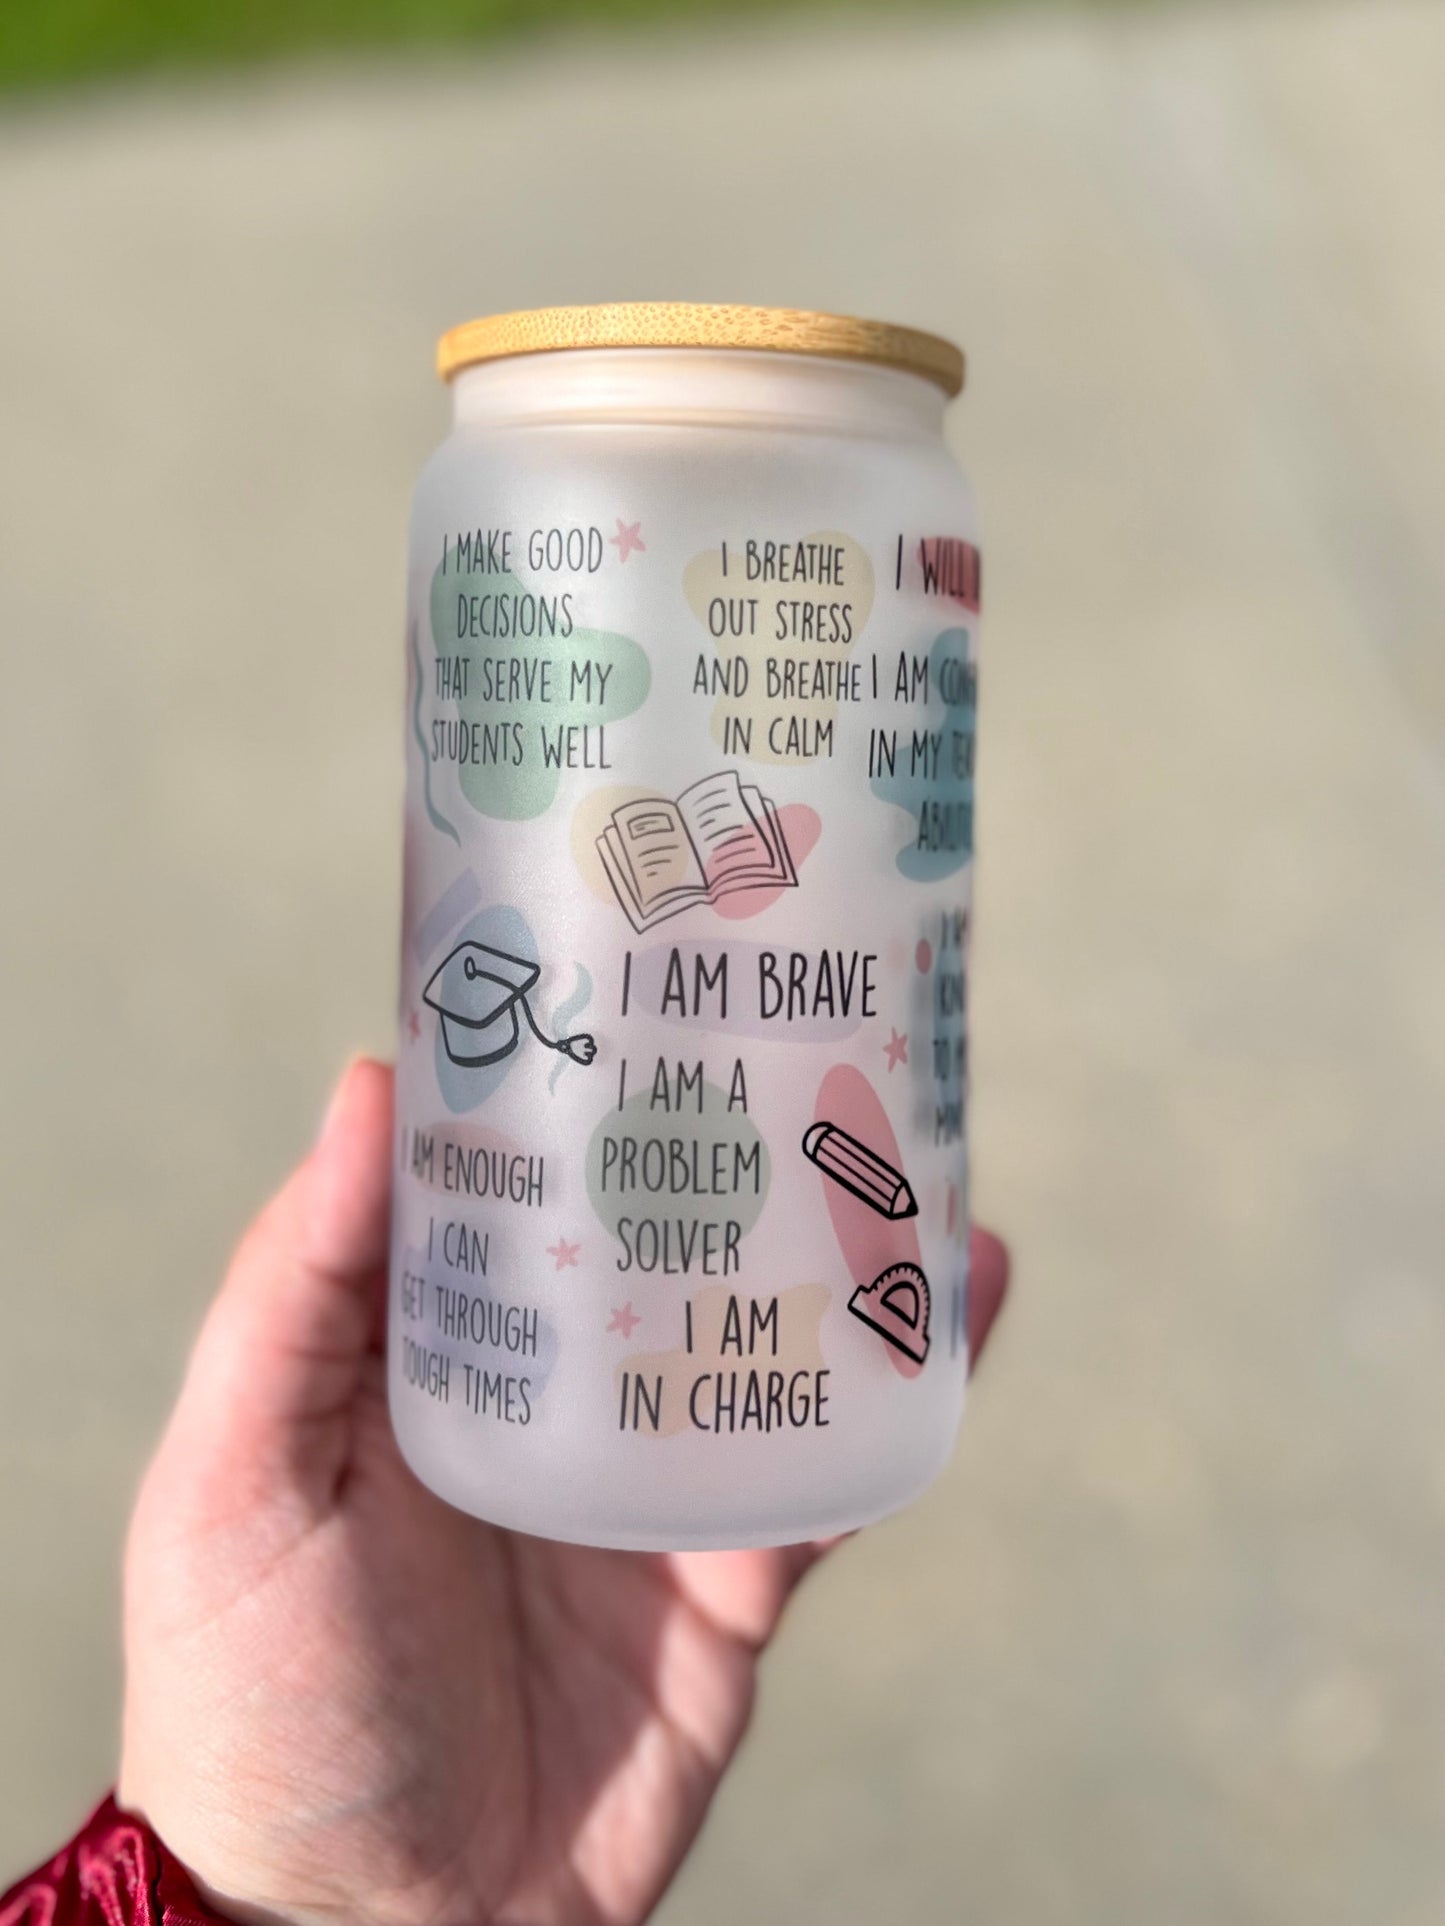 I MAKE GOOD
DECISIONS
THAT SERVE MY
STUDENTS WELL
I BREATHE
OUT STRESS
AND BREATHE
IN CALM
I WILL
I AM
IN MY
I AM BRAVE
I AM A
PROBLEM
SOLVER
I AM ENOUGH
I CAN
GET THROUGH
TOUGH TIMES
I AM
IN CHARGE